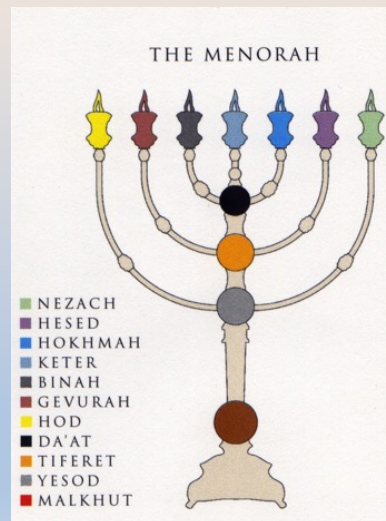 THE MENORAH
NEZACH
HESED
HOKHMAH
KETER
BINAH
GEVURAH
HOD
DA'AT
TIFERET
YESOD
MALKHUT